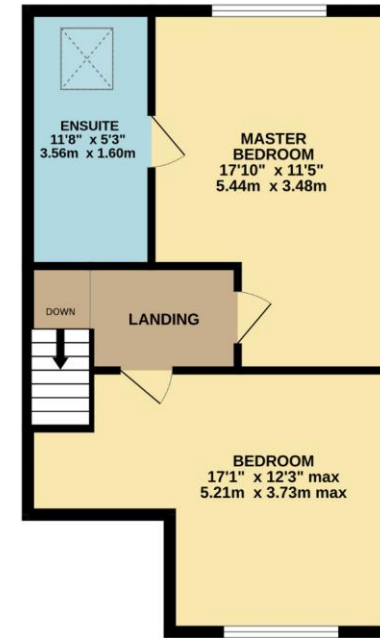 ENSUITE
11'8" x 5'3"
3.56m x 1.60m
MASTER
BEDROOM
17'10" x 11'5"
5.44m x 3.48m
DOWN
LANDING
BEDROOM
17'1" x 12'3" max
5.21m x 3.73m max